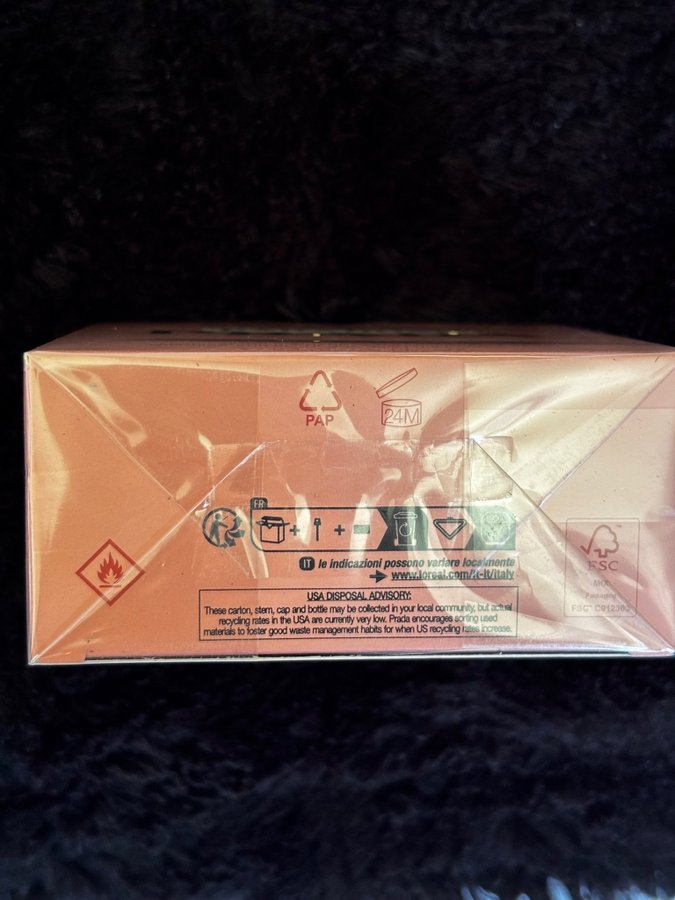 PAP
24M
FR
IT le indicazioni possono variare localmente
www.loreal.com/it-it/italy
USA DISPOSAL ADVISORY:
These carton, stem, cap and bottle may be collected in your local community, but actual
recycling rates in the USA are currently very low. Prada encourages sorting used
materials to foster good waste management habits for when US recycling rates increase.
FSC
MIX
Packaging